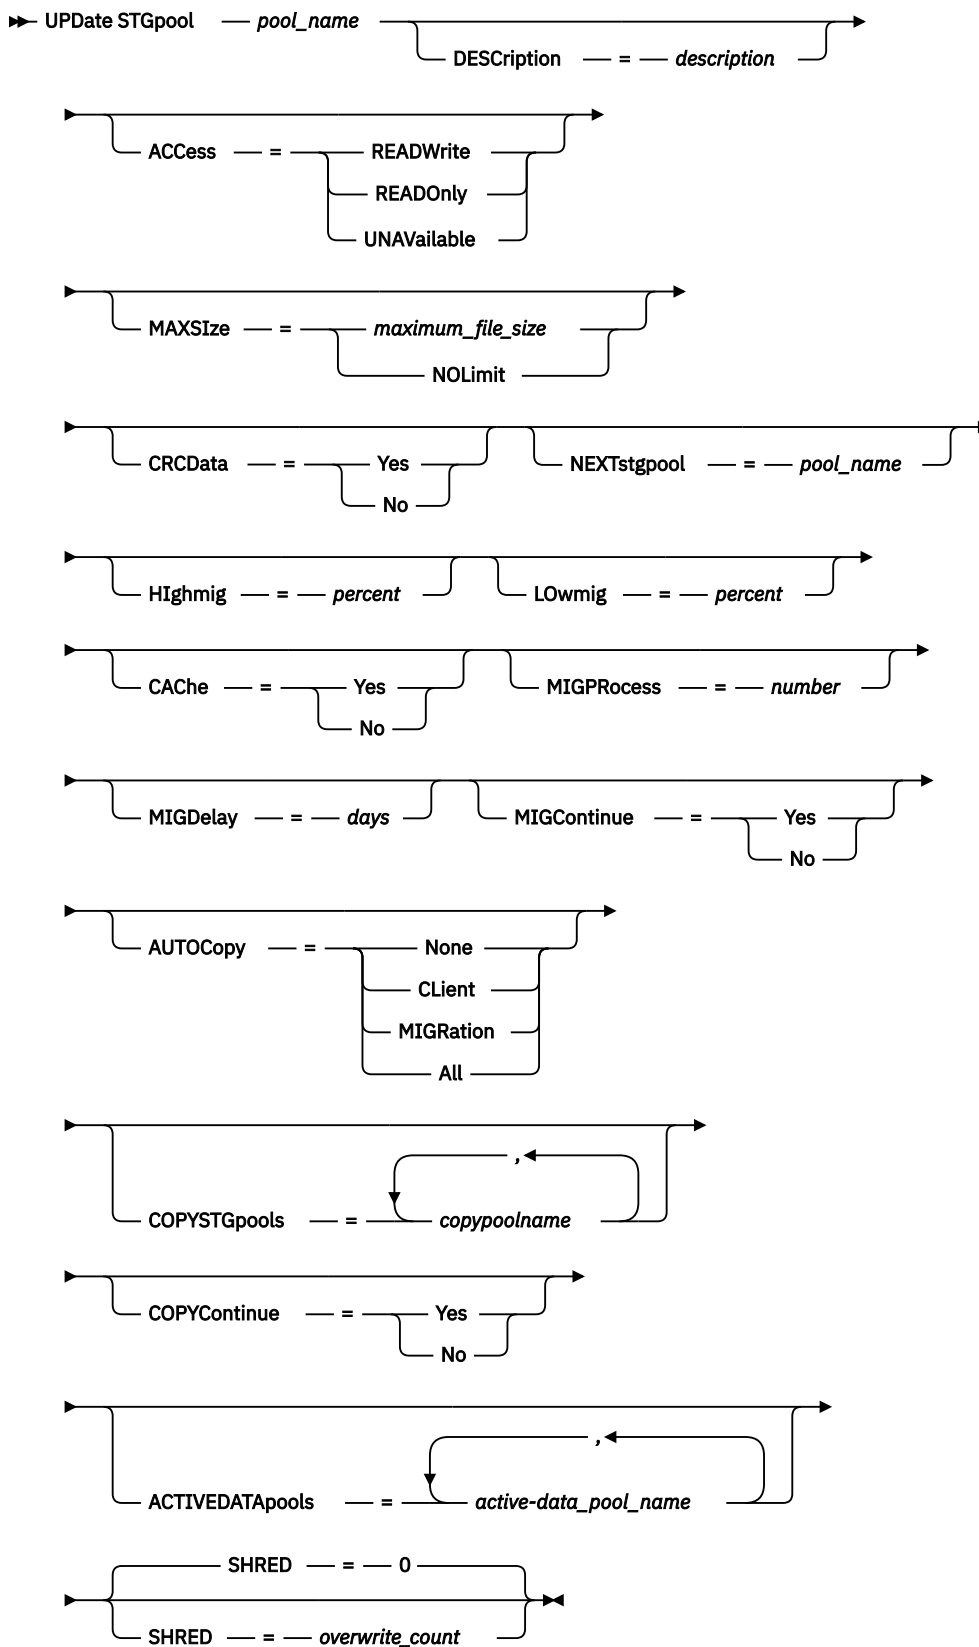 UPDate STGpool pool_name
DESCription = description
ACCess = READWrite
READOnly
UNAVailable
MAXSIze = maximum_file_size
NOLimit
CRCData = Yes
No
NEXTstgpool = pool_name
HIghmig = percent
LOwmig = percent
CAChe = Yes
No
MIGPRocess = number
MIGDelay = days
MIGContinue = Yes
No
AUTOCopy = None
CLient
MIGRation
All
,
COPYSTGpools = copypoolname
COPYContinue = Yes
No
,
ACTIVEDATApools = active-data_pool_name
SHRED = 0
SHRED = overwrite_count